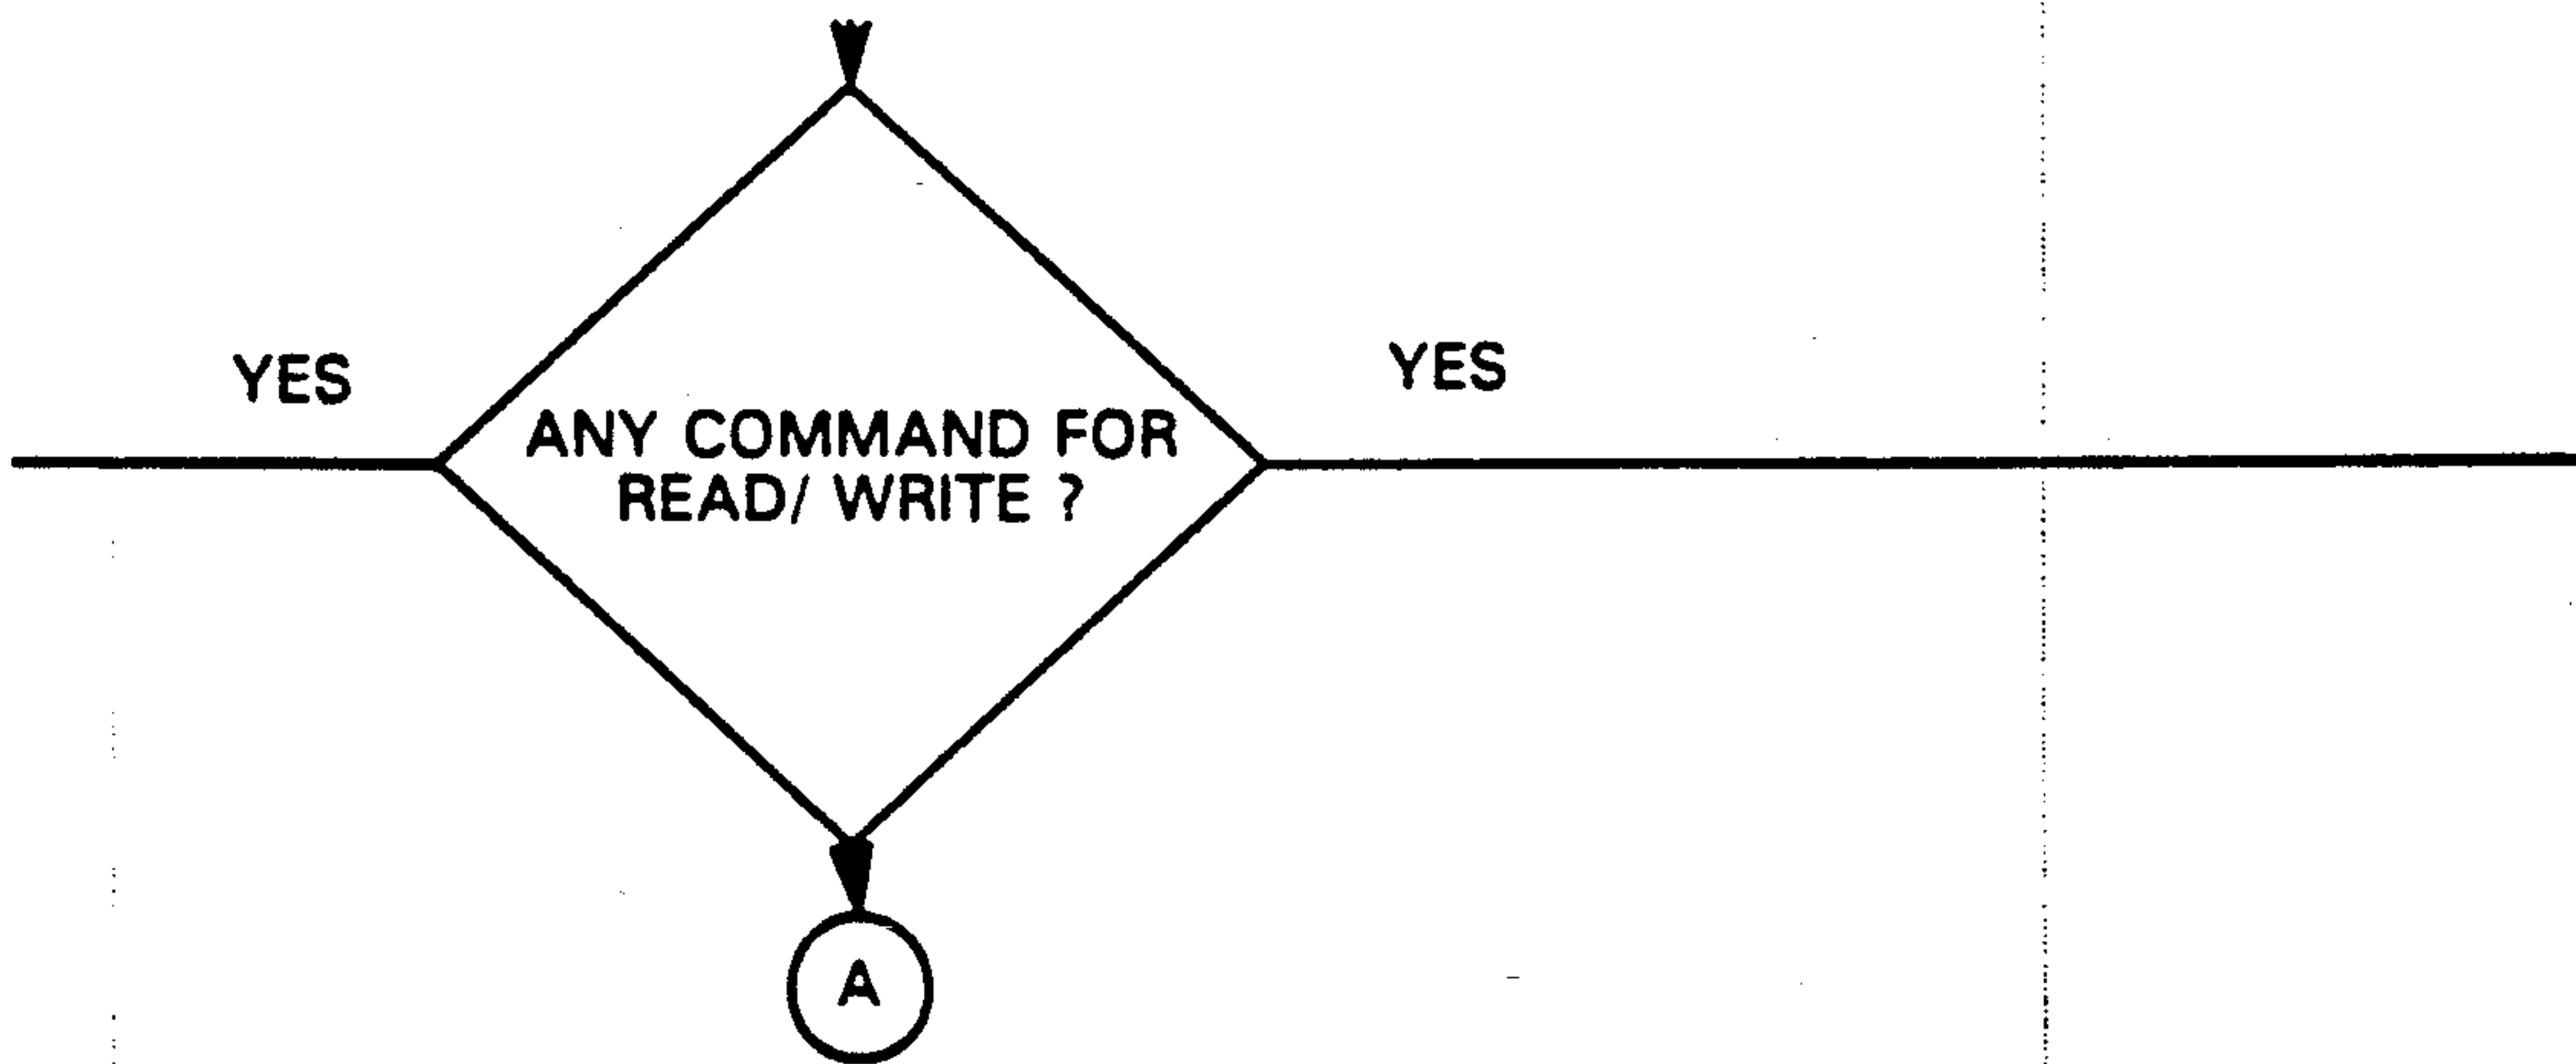 YES
YES
ANY COMMAND FOR
READ/ WRITE ?
A